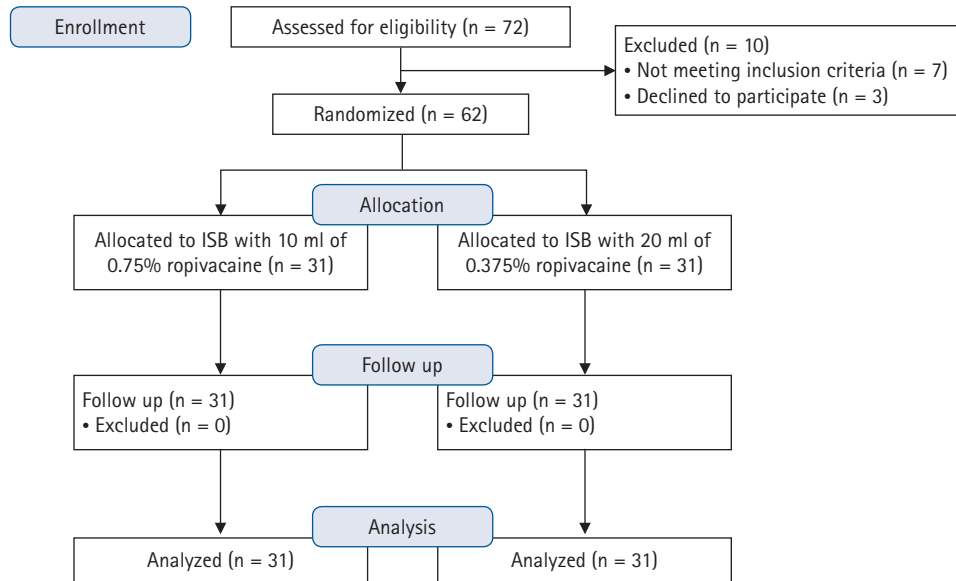 Enrollment
Assessed for eligibility (n = 72)
Excluded (n = 10)
• Not meeting inclusion criteria (n = 7)
• Declined to participate (n = 3)
Randomized (n = 62)
Allocation
Allocated to ISB with 10 ml of
0.75% ropivacaine (n = 31)
Allocated to ISB with 20 ml of
0.375% ropivacaine (n = 31)
Follow up
Follow up (n = 31)
• Excluded (n = 0)
Follow up (n = 31)
• Excluded (n = 0)
Analysis
Analyzed (n = 31)
Analyzed (n = 31)